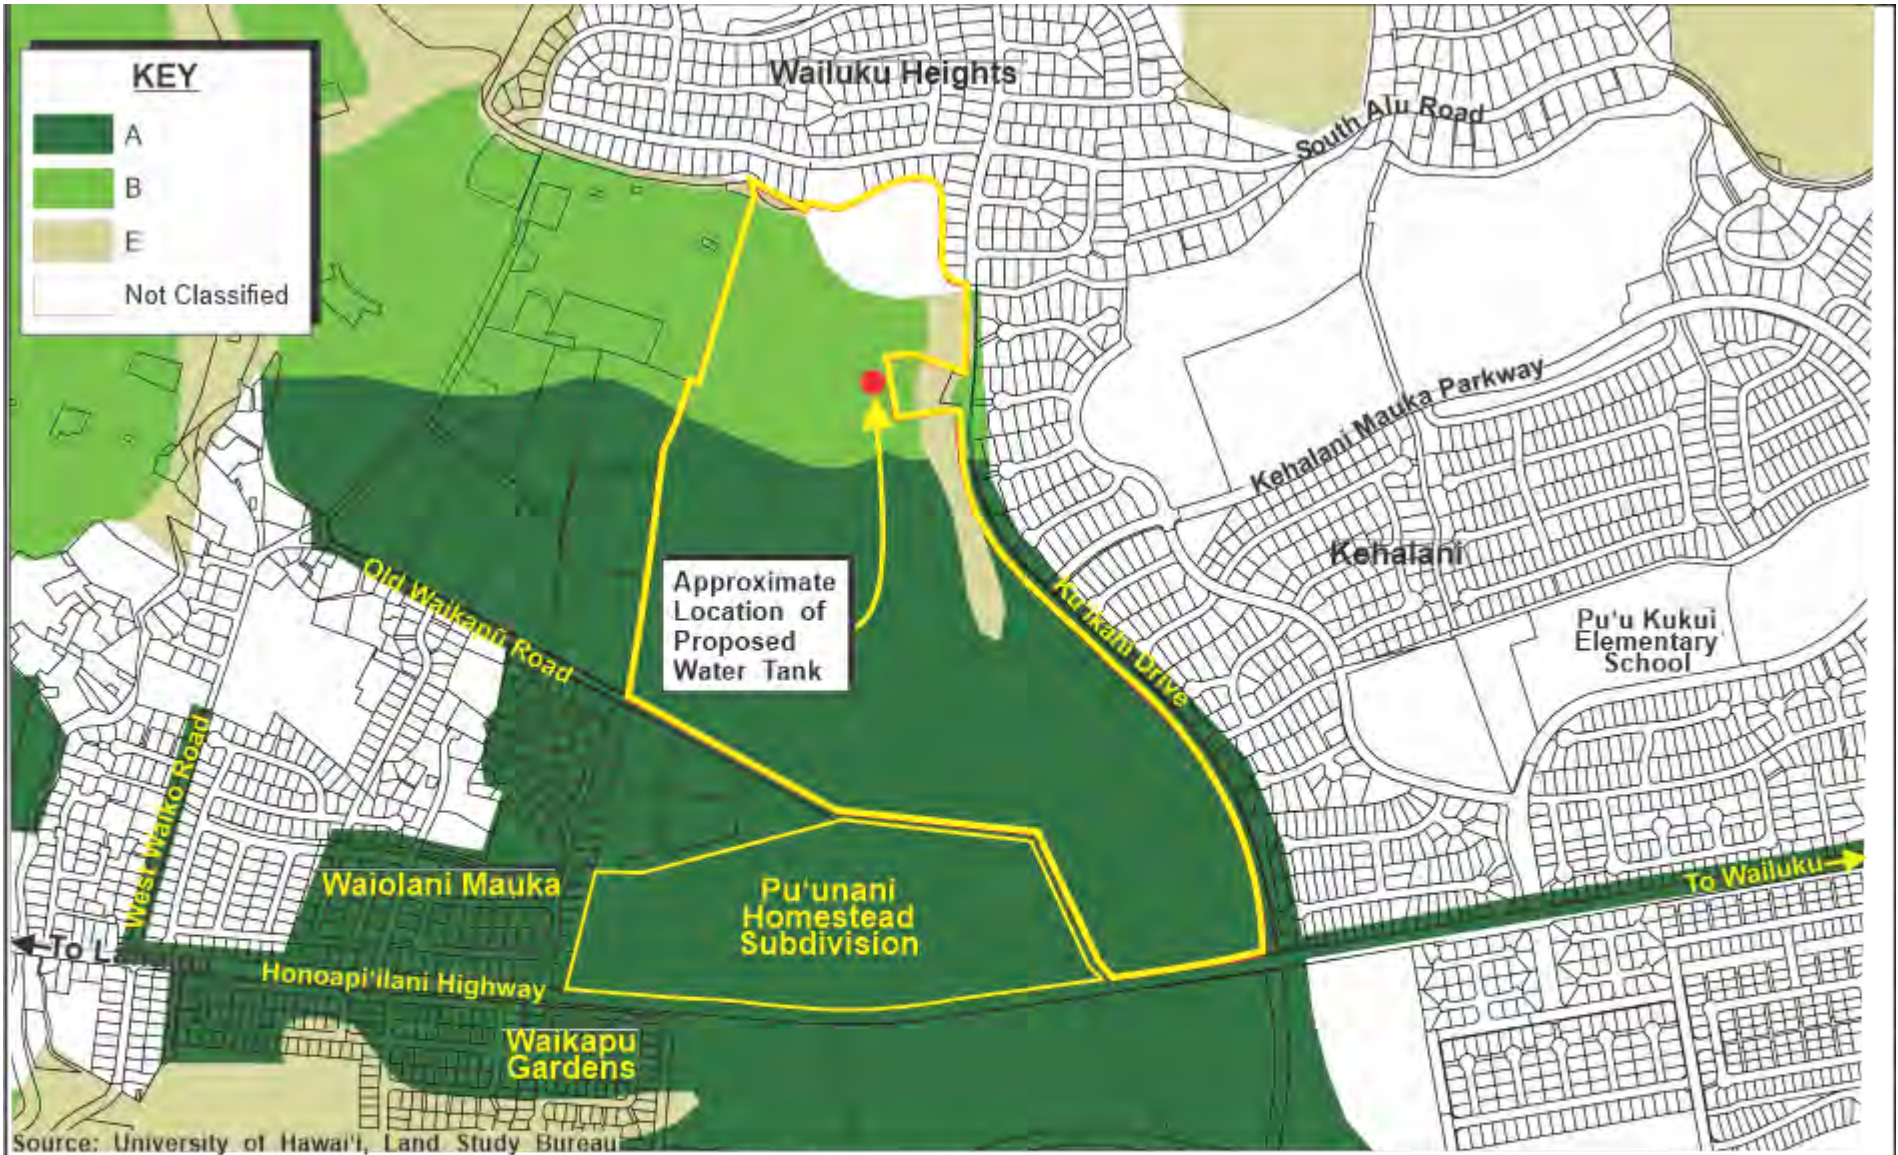 KEY
A
B
E
Not Classified
Wailuku Heights
South Alu Road
Kehalani Mauka Parkway
Kehalani
Pu'u Kukui
Elementary
School
Approximate
Location of
Proposed
Water Tank
Old Waikapū Road
Ku'ikahi Drive
West Waiko Road
Waiolani Mauka
Pu'unani
Homestead
Subdivision
To Wailuku
To
Honoapi'ilani Highway
Waikapu
Gardens
Source: University of Hawai'i, Land Study Bureau